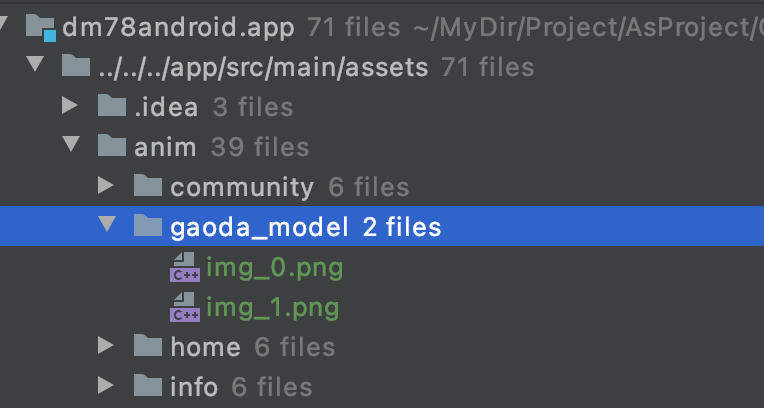 dm78android.app 71 files ~/MyDir/Project/AsProject/
../../../app/src/main/assets 71 files
.idea 3 files
anim 39 files
community 6 files
gaoda_model 2 files
C++ img_0.png
C++ img_1.png
home 6 files
info 6 files